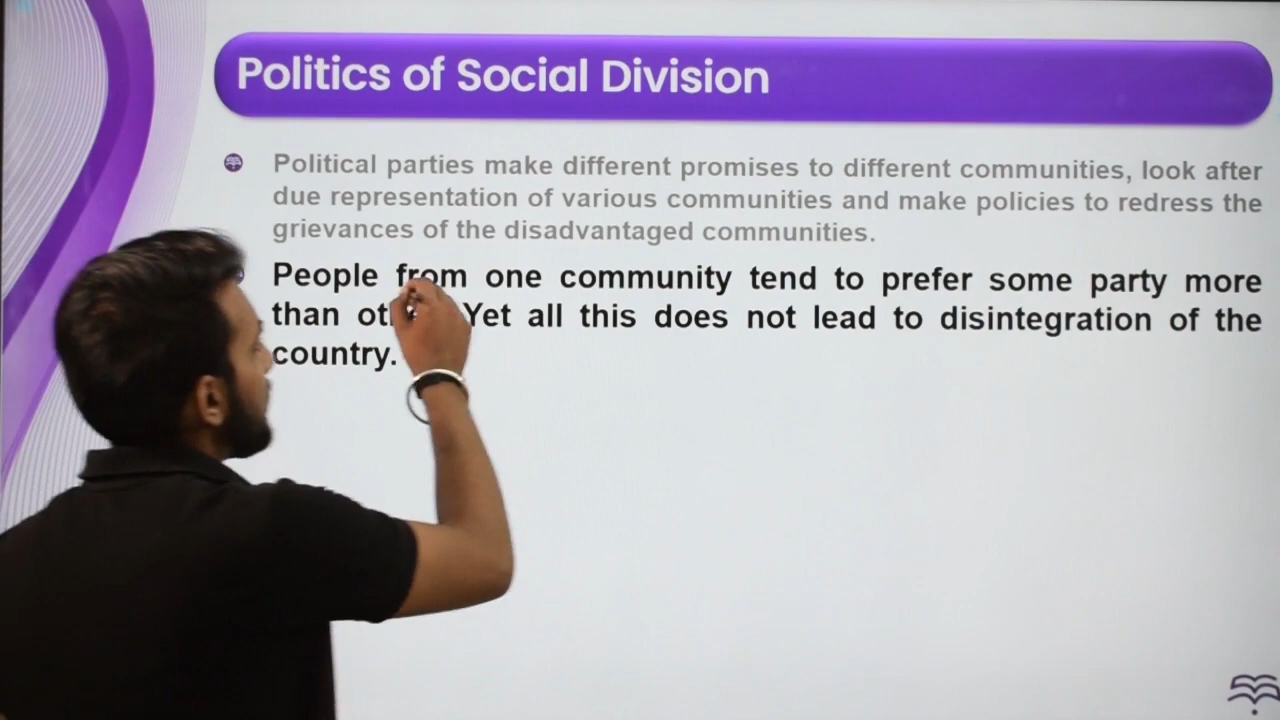 Politics of Social Division
Political parties make different promises to different communities, look after
due representation of various communities and make policies to redress the
grievances of the disadvantaged communities.
People from one community tend to prefer some party more
than Yet all this does not lead to disintegration of the
country.